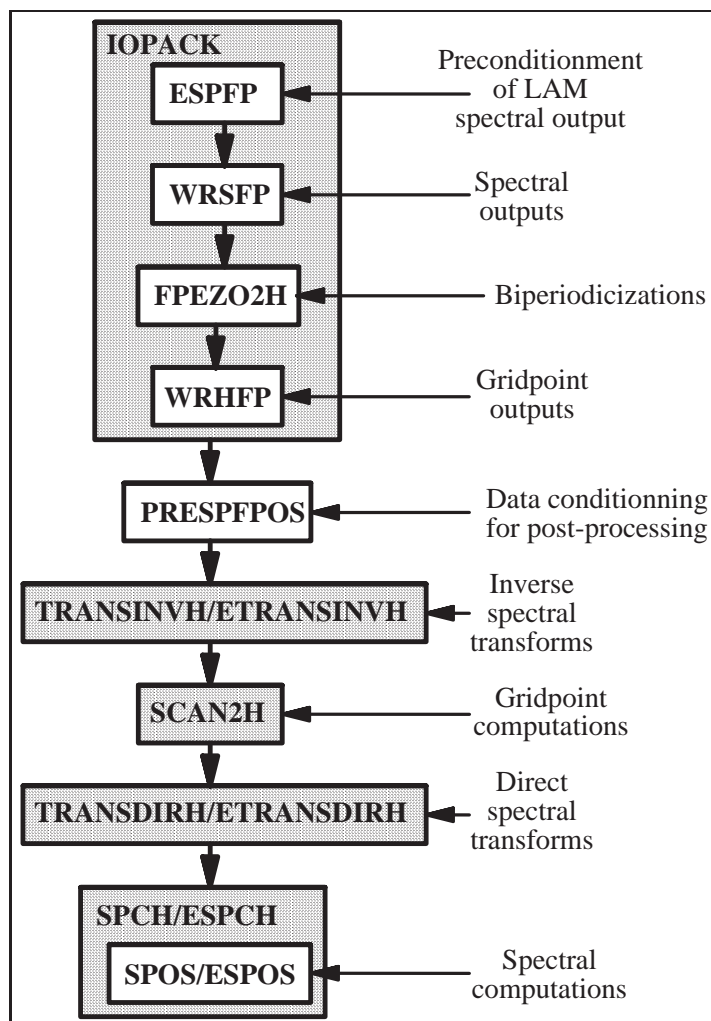 IOPACK
ESPFP
Preconditionment
of LAM
spectral output
WRSFP
Spectral
outputs
FPEZO2H
Biperiodicizations
WRHFP
Gridpoint
outputs
PRESPFPOS
Data conditionning
for post-processing
TRANSINVH/ETRANSINVH
Inverse
spectral
transforms
SCAN2H
Gridpoint
computations
TRANSDIRH/ETRANSDIRH
Direct
spectral
transforms
SPCH/ESPCH
SPOS/ESPOS
Spectral
computations